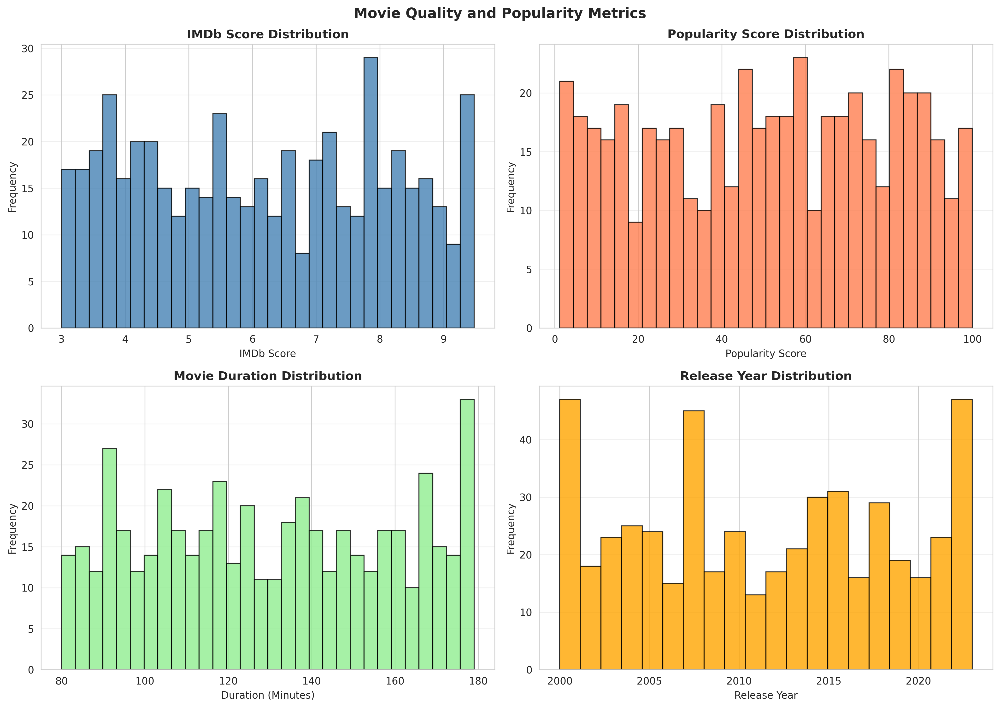 Movie Quality and Popularity Metrics
IMDb Score Distribution
30
25
20
15
10
5
0
Frequency
3 4 5 6 7 8 9
IMDb Score
Popularity Score Distribution
20
15
10
5
0
Frequency
0 20 40 60 80 100
Popularity Score
Movie Duration Distribution
30
25
20
15
10
5
0
Frequency
80 100 120 140 160 180
Duration (Minutes)
Release Year Distribution
40
30
20
10
0
Frequency
2000 2005 2010 2015 2020
Release Year